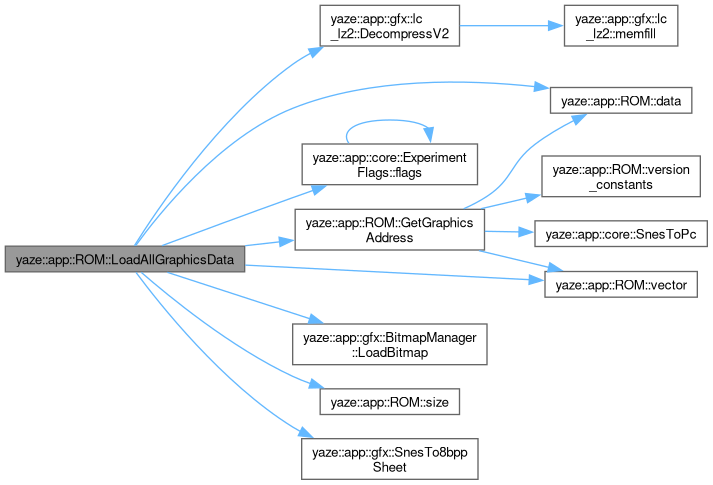 yaze::app::gfx::lc
_lz2::DecompressV2
yaze::app::gfx::lc
_lz2::memfill
yaze::app::ROM::data
yaze::app::core::Experiment
Flags::flags
yaze::app::ROM::version
_constants
yaze::app::ROM::GetGraphics
Address
yaze::app::core::SnesToPc
yaze::app::ROM::LoadAllGraphicsData
yaze::app::ROM::vector
yaze::app::gfx::BitmapManager
::LoadBitmap
yaze::app::ROM::size
yaze::app::gfx::SnesTo8bpp
Sheet